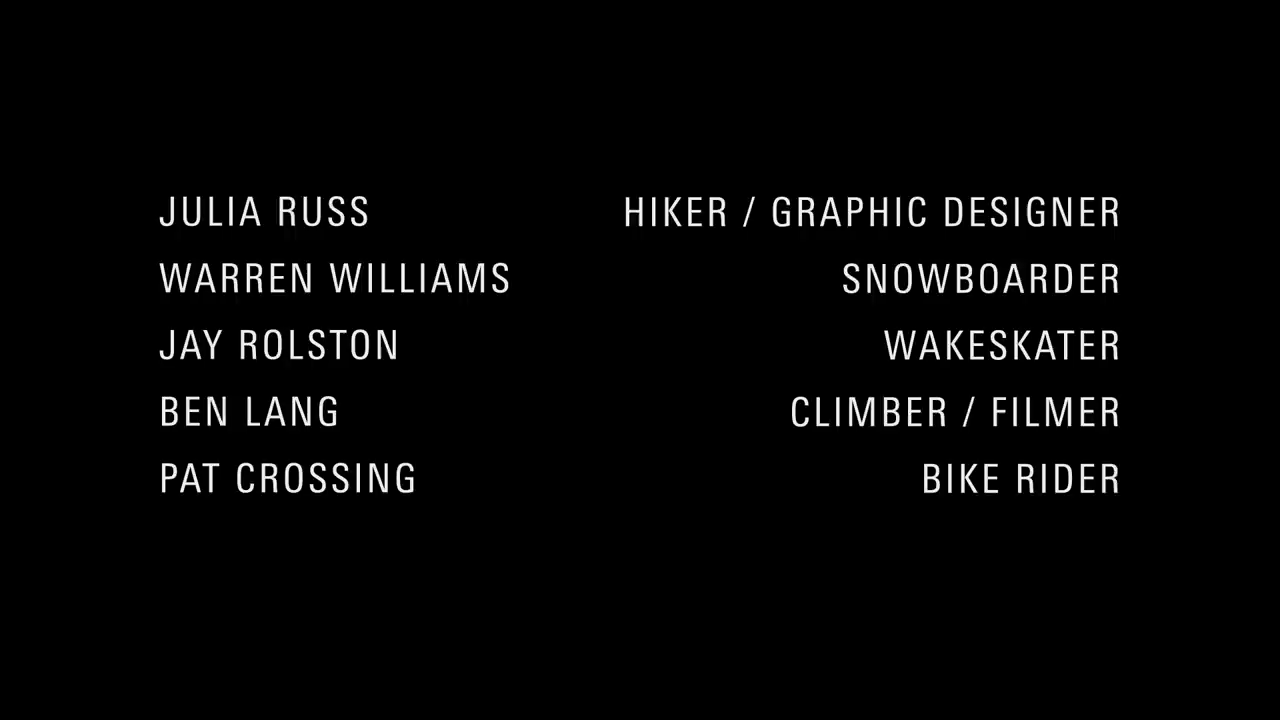 JULIA RUSS HIKER / GRAPHIC DESIGNER
WARREN WILLIAMS SNOWBOARDER
JAY ROLSTON WAKESKATER
BEN LANG CLIMBER / FILMER
PAT CROSSING BIKE RIDER